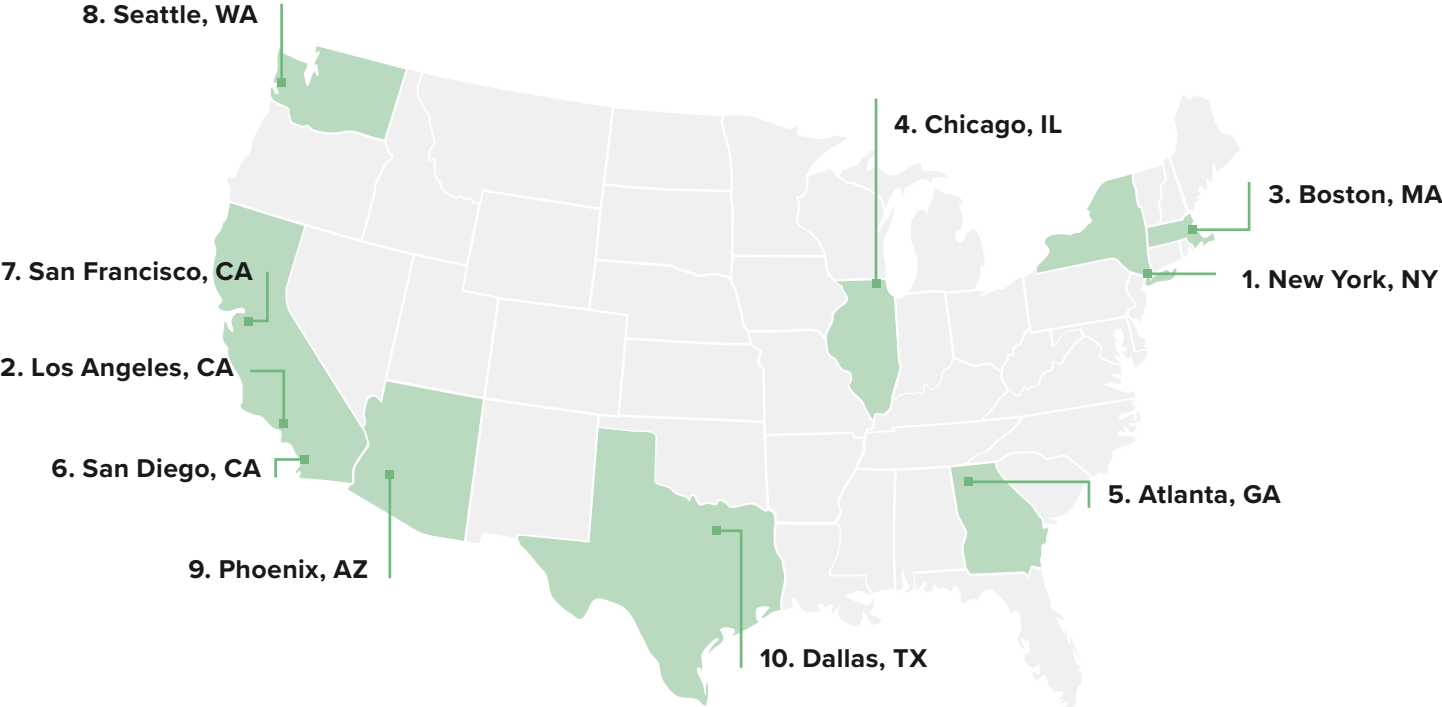 8. Seattle, WA
4. Chicago, IL
3. Boston, MA
7. San Francisco, CA
1. New York, NY
2. Los Angeles, CA
6. San Diego, CA
5. Atlanta, GA
9. Phoenix, AZ
10. Dallas, TX